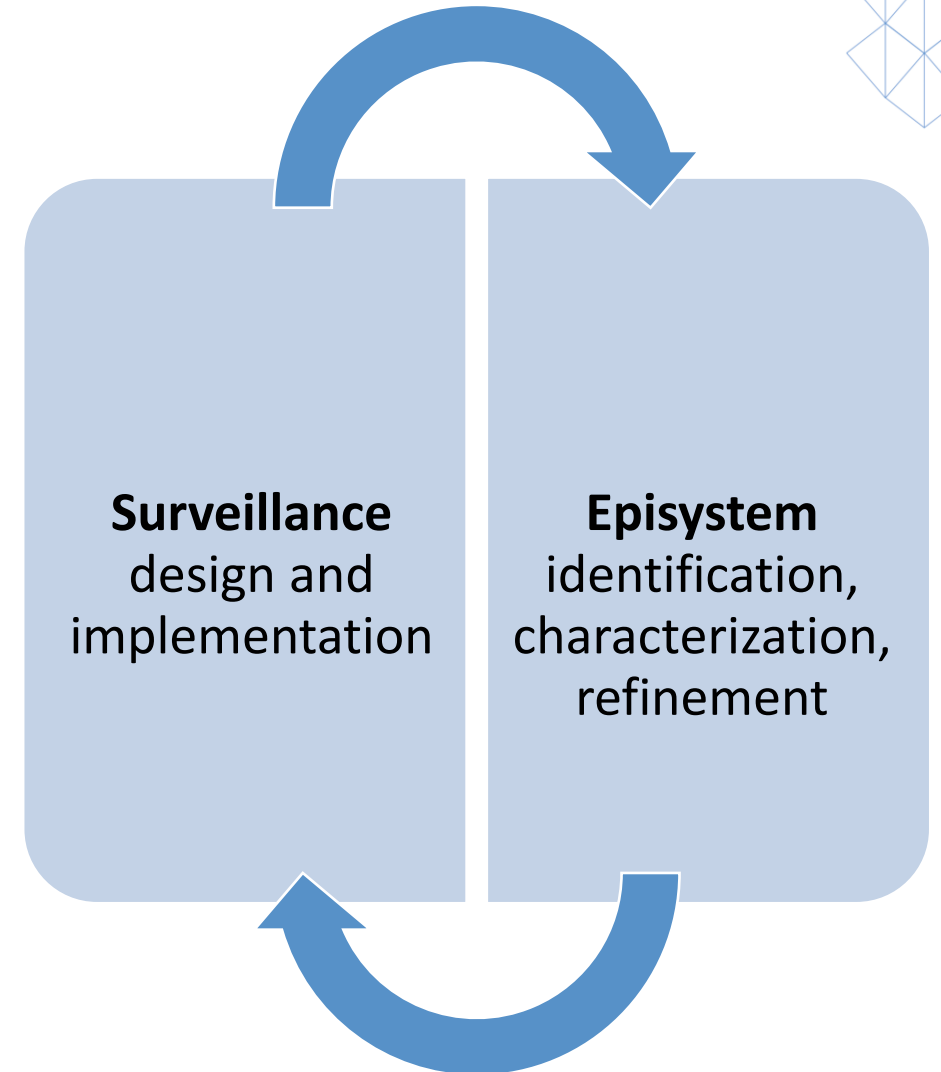 Surveillance
design and
implementation
Episystem
identification,
characterization,
refinement